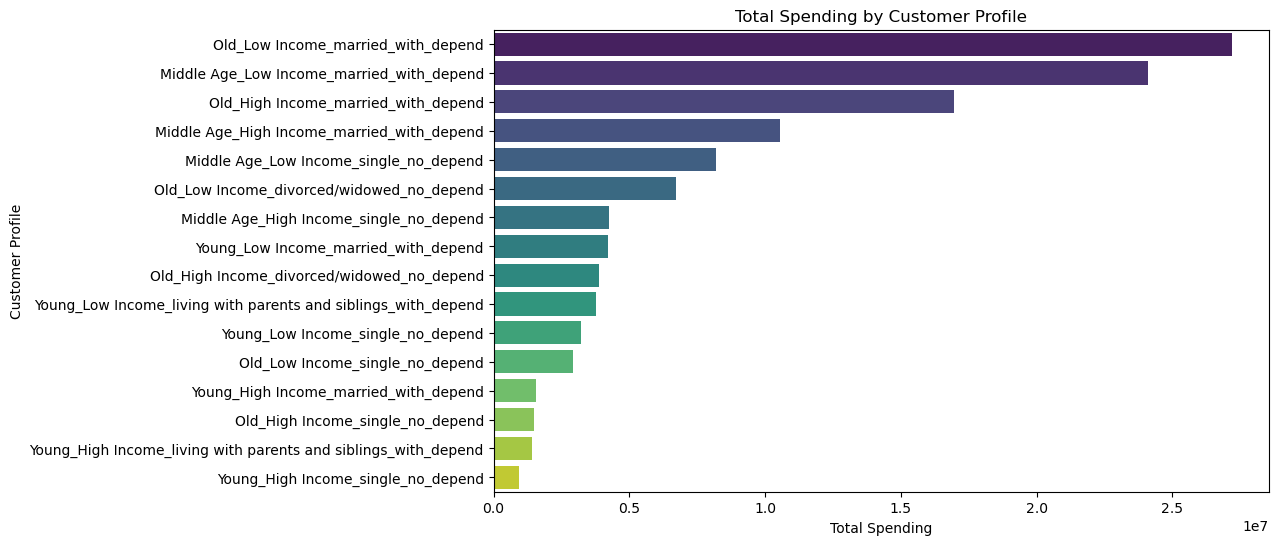 Total Spending by Customer Profile
Customer Profile
Old_Low Income_married_with_depend
Middle Age_Low Income_married_with_depend
Old_High Income_married_with_depend
Middle Age_High Income_married_with_depend
Middle Age_Low Income_single_no_depend
Old_Low Income_divorced/widowed_no_depend
Middle Age_High Income_single_no_depend
Young_Low Income_married_with_depend
Old_High Income_divorced/widowed_no_depend
Young_Low Income_living with parents and siblings_with_depend
Young_Low Income_single_no_depend
Old_Low Income_single_no_depend
Young_High Income_married_with_depend
Old_High Income_single_no_depend
Young_High Income_living with parents and siblings_with_depend
Young_High Income_single_no_depend
0.0 0.5 1.0 1.5 2.0 2.5
1e7
Total Spending